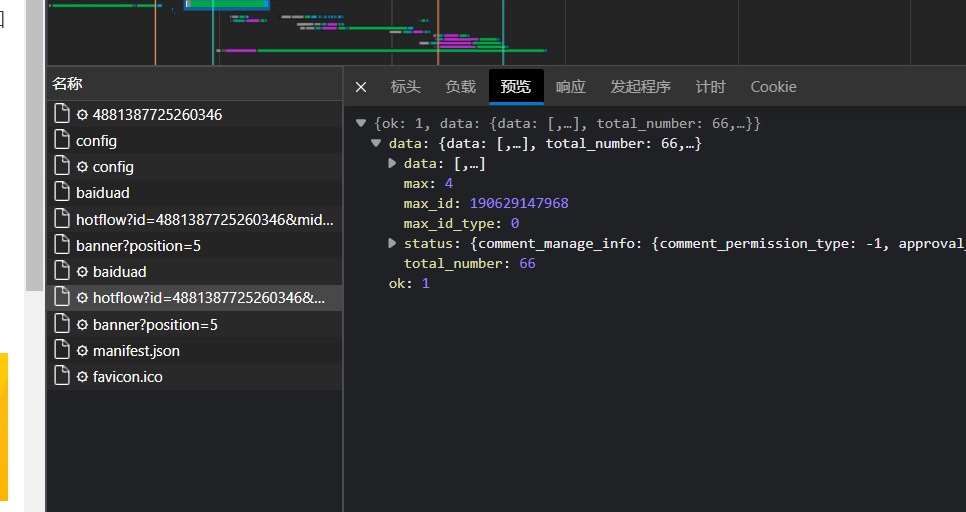 名称
4881387725260346
config
config
baiduad
hotflow?id=4881387725260346&mid…
banner?position=5
baiduad
hotflow?id=4881387725260346&…
banner?position=5
manifest.json
favicon.ico
标头 负载 预览 响应 发起程序 计时 Cookie
{ok: 1, data: {data: [,…], total_number: 66,…}}
data: {data: [,…], total_number: 66,…}
data: [,…]
max: 4
max_id: 190629147968
max_id_type: 0
status: {comment_manage_info: {comment_permission_type: -1, approval_
total_number: 66
ok: 1